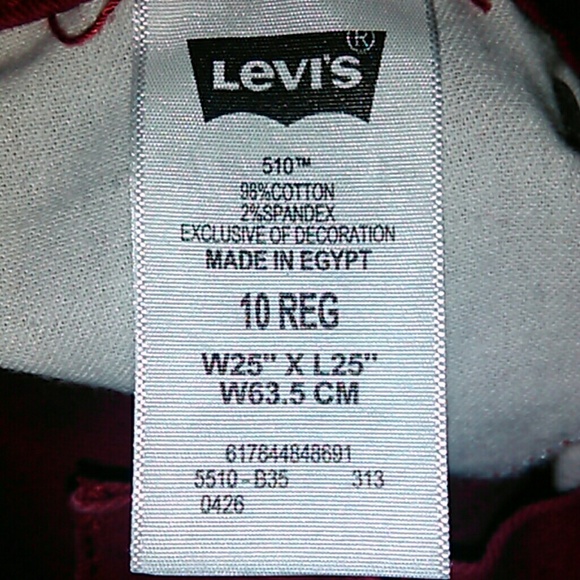 Levi's®
510™
98%COTTON
2%SPANDEX
EXCLUSIVE OF DECORATION
MADE IN EGYPT
10 REG
W25" X L25"
W63.5 CM
617844848691
5510-B35 313
0426